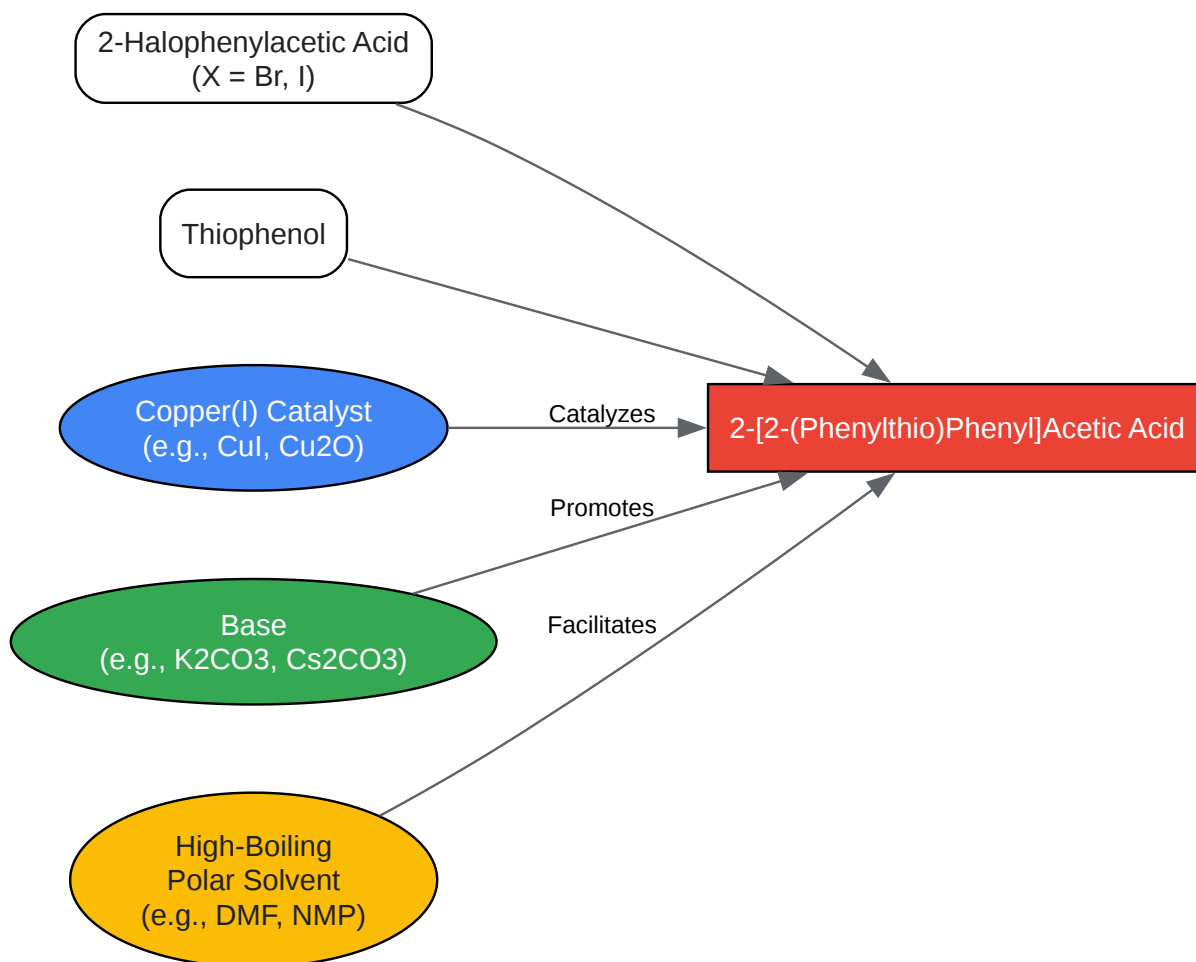 2-Halophenylacetic Acid
(X = Br, I)
Thiophenol
Copper(I) Catalyst
(e.g., CuI, Cu2O)
Catalyzes
2-[2-(Phenylthio)Phenyl]Acetic Acid
Promotes
Base
(e.g., K2CO3, Cs2CO3)
Facilitates
High-Boiling
Polar Solvent
(e.g., DMF, NMP)